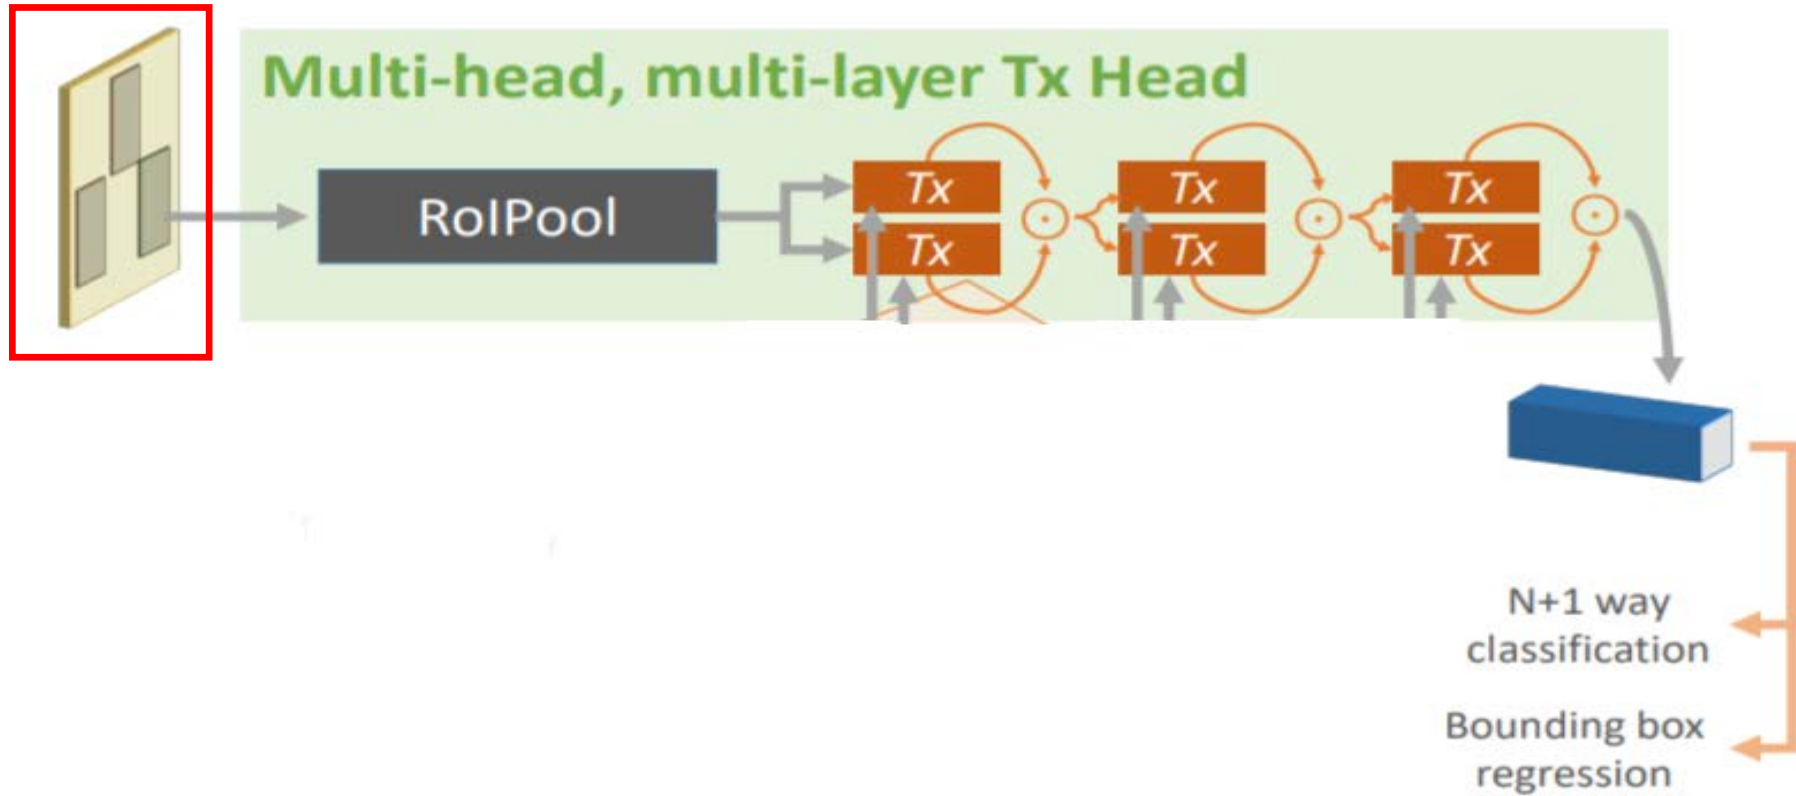 Multi-head, multi-layer Tx Head
RoIPool
Tx
Tx
Tx
Tx
Tx
Tx
N+1 way
classification
Bounding box
regression